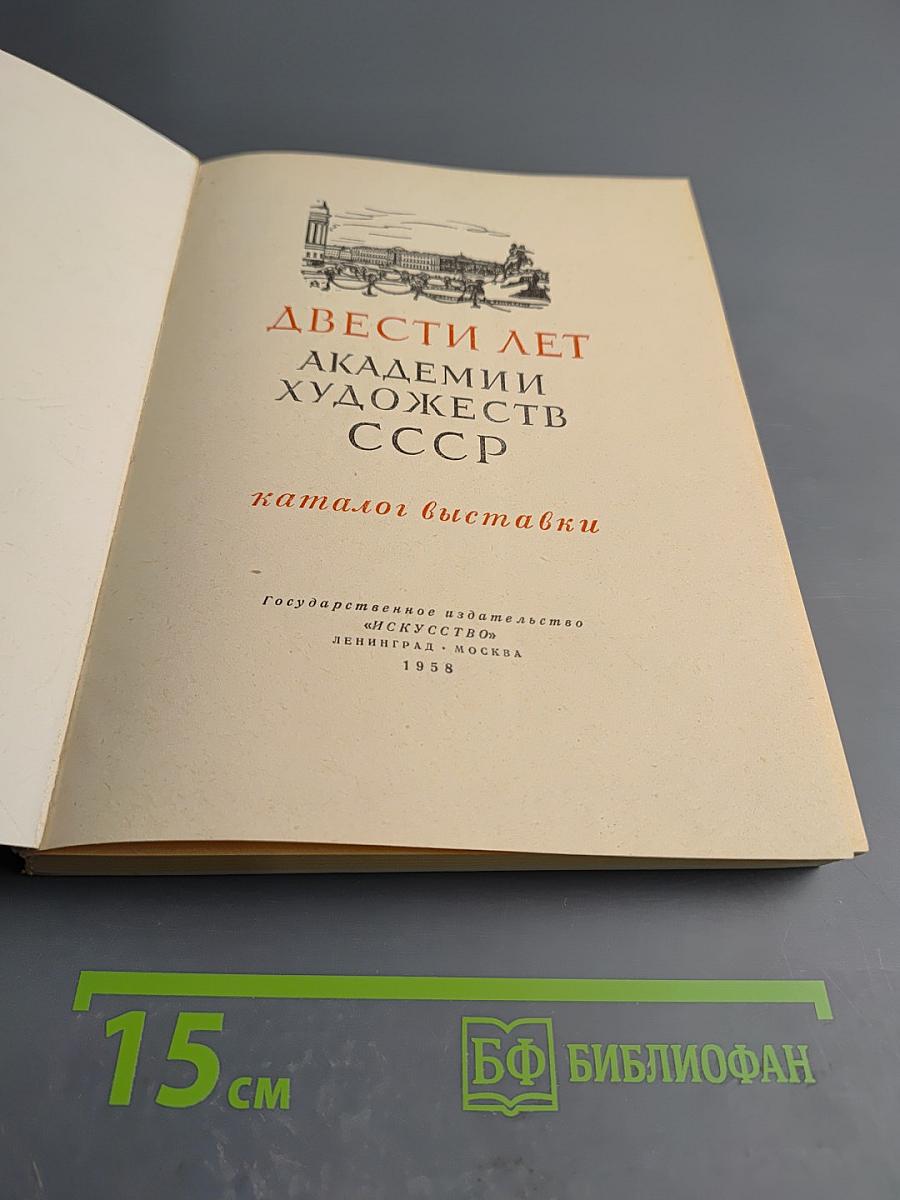 ДВЕСТИ ЛЕТ
АКАДЕМИИ
ХУДОЖЕСТВ
СССР
каталог выставки
Государственное издательство
«ИСКУССТВО»
ЛЕНИНГРАД • МОСКВА
1958
15 см
БФ БИБЛИОФАН